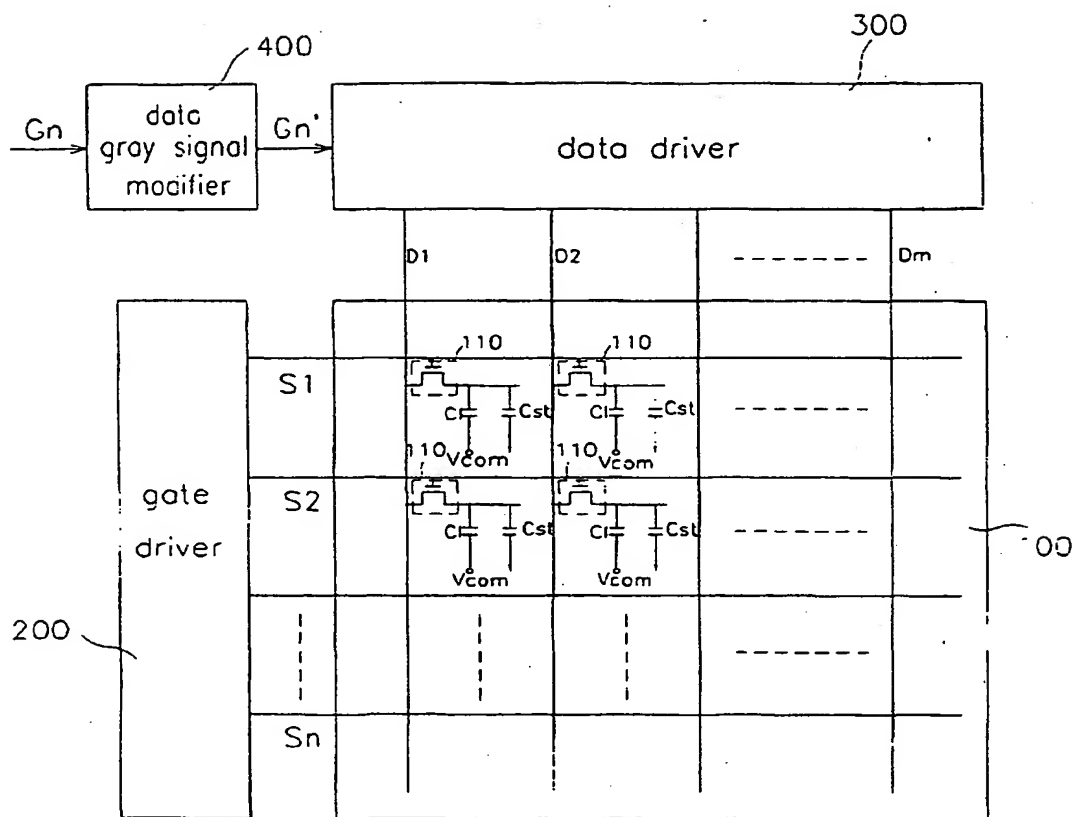 400
300
Gn
data
gray signal
modifier
Gn'
data driver
D1
D2
Dm
110
110
S1
Cl
Cst
Cl
Cst
Vcom
Vcom
110
110
S2
gate
driver
Cl
Cst
Cl
Cst
Vcom
Vcom
00
200
Sn